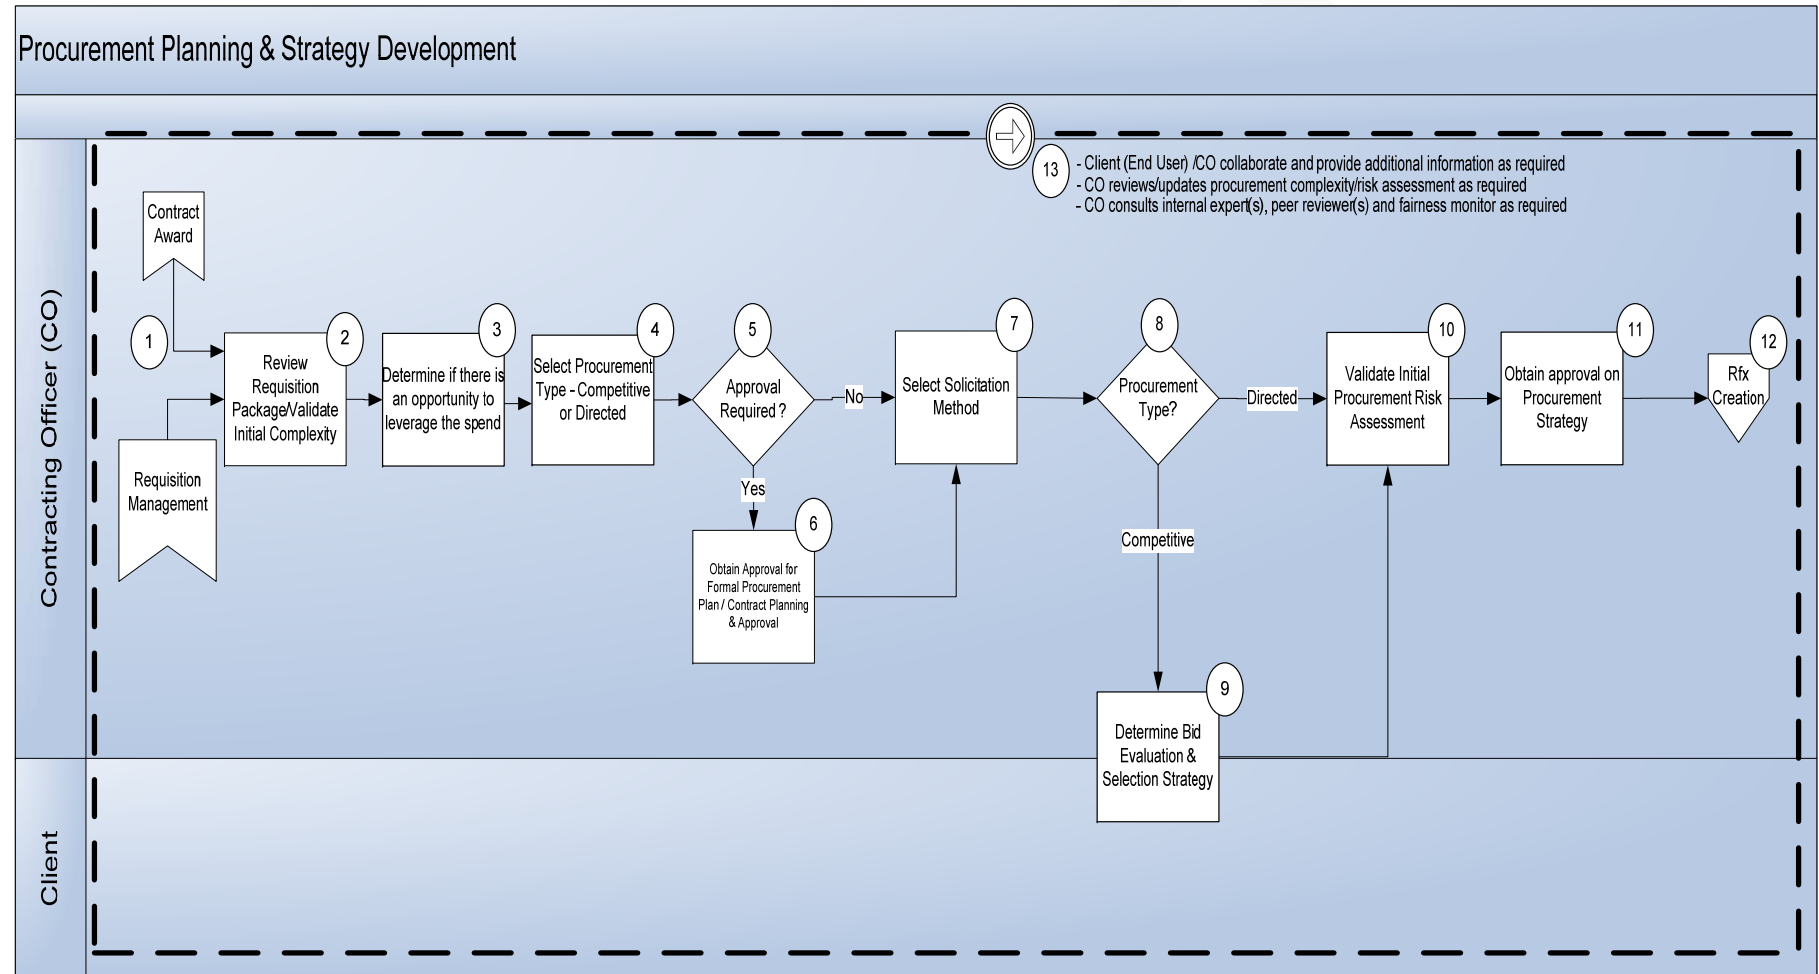 Procurement Planning & Strategy Development
13
- Client (End User) /CO collaborate and provide additional information as required
- CO reviews/updates procurement complexity/risk assessment as required
- CO consults internal expert(s), peer reviewer(s) and fairness monitor as required
Contracting Officer (CO)
Contract
Award
1
Requisition
Management
2
Review
Requisition
Package/Validate
Initial Complexity
3
Determine if there is
an opportunity to
leverage the spend
4
Select Procurement
Type – Competitive
or Directed
5
Approval
Required ?
No
Yes
6
Obtain Approval for
Formal Procurement
Plan / Contract Planning
& Approval
7
Select Solicitation
Method
8
Procurement
Type?
Directed
Competitive
9
Determine Bid
Evaluation &
Selection Strategy
10
Validate Initial
Procurement Risk
Assessment
11
Obtain approval on
Procurement
Strategy
12
Rfx
Creation
Client